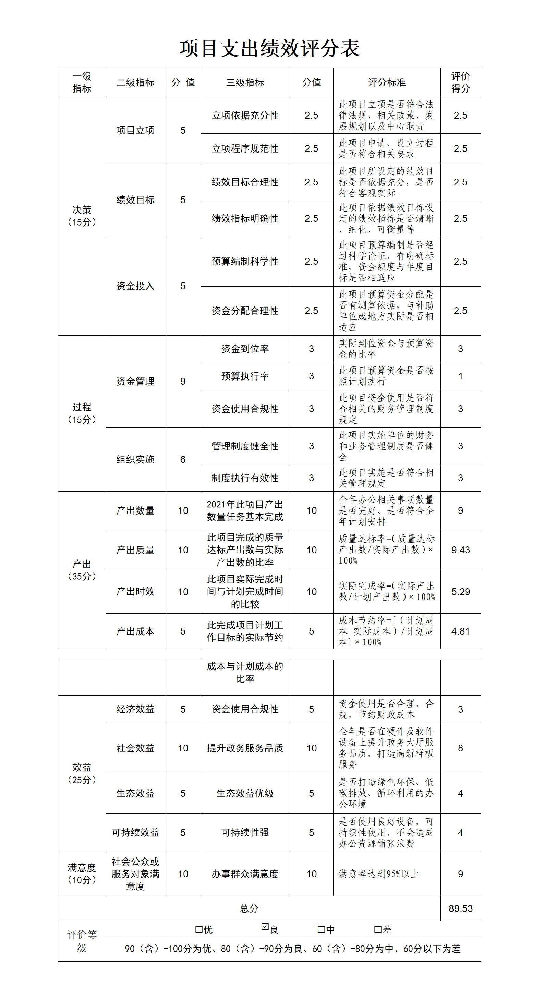 项目支出绩效评分表
一级
指标
二级指标
分 值
三级指标
分值
评分标准
评价
得分
决策
（15分）
项目立项
5
立项依据充分性
2.5
此项目立项是否符合法
律法规、相关政策、发
展规划以及中心职责
2.5
立项程序规范性
2.5
此项目申请、设立过程
是否符合相关要求
2.5
绩效目标
5
绩效目标合理性
2.5
此项目所设定的绩效目
标是否依据充分，是否
符合客观实际
2.5
绩效指标明确性
2.5
此项目依据绩效目标设
定的绩效指标是否清晰
、细化、可衡量等
2.5
资金投入
5
预算编制科学性
2.5
此项目预算编制是否经
过科学论证、有明确标
准，资金额度与年度目
标是否相适应
2.5
资金分配合理性
2.5
此项目预算资金分配是
否有测算依据，与补助
单位或地方实际是否相
适应
2.5
过程
（15分）
资金管理
9
资金到位率
3
实际到位资金与预算资
金的比率
3
预算执行率
3
此项目预算资金是否按
照计划执行
1
资金使用合规性
3
此项目资金使用是否符
合相关的财务管理制度
规定
3
组织实施
6
管理制度健全性
3
此项目实施单位的财务
和业务管理制度是否健
全
3
制度执行有效性
3
此项目实施是否符合相
关管理规定
3
产出
（35分）
产出数量
10
2021年此项目产出
数量任务基本完成
10
全年办公相关事项数量
是否完好、是否符合全
年计划安排
9
产出质量
10
此项目完成的质量
达标产出数与实际
产出数的比率
10
质量达标率=(质量达标
产出数/实际产出数)×
100%
9.43
产出时效
10
此项目实际完成时
间与计划完成时间
的比较
10
实际完成率=(实际产出
数/计划产出数)×100%
5.29
产出成本
5
此完成项目计划工
作目标的实际节约
5
成本节约率=[（计划成
本-实际成本）/计划成
本]×100%
4.81
成本与计划成本的
比率
效益
（25分）
经济效益
5
资金使用合规性
5
资金使用是否合理、合
规，节约财政成本
3
社会效益
10
提升政务服务品质
10
全年是否在硬件及软件
设备上提升政务大厅服
务品质，打造高新样板
服务
8
生态效益
5
生态效益优级
5
是否打造绿色环保、低
碳排放、循环利用的办
公环境
4
可持续效益
5
可持续性强
5
是否使用良好设备，可
持续性使用，不会造成
办公资源铺张浪费
4
满意度
（10分）
社会公众或
服务对象满
意度
10
办事群众满意度
10
满意率达到95%以上
9
总分
89.53
评价等
级
□优 ☑良 □中 □差
90（含）-100分为优、80（含）-90分为良、60（含）-80分为中、60分以下为差